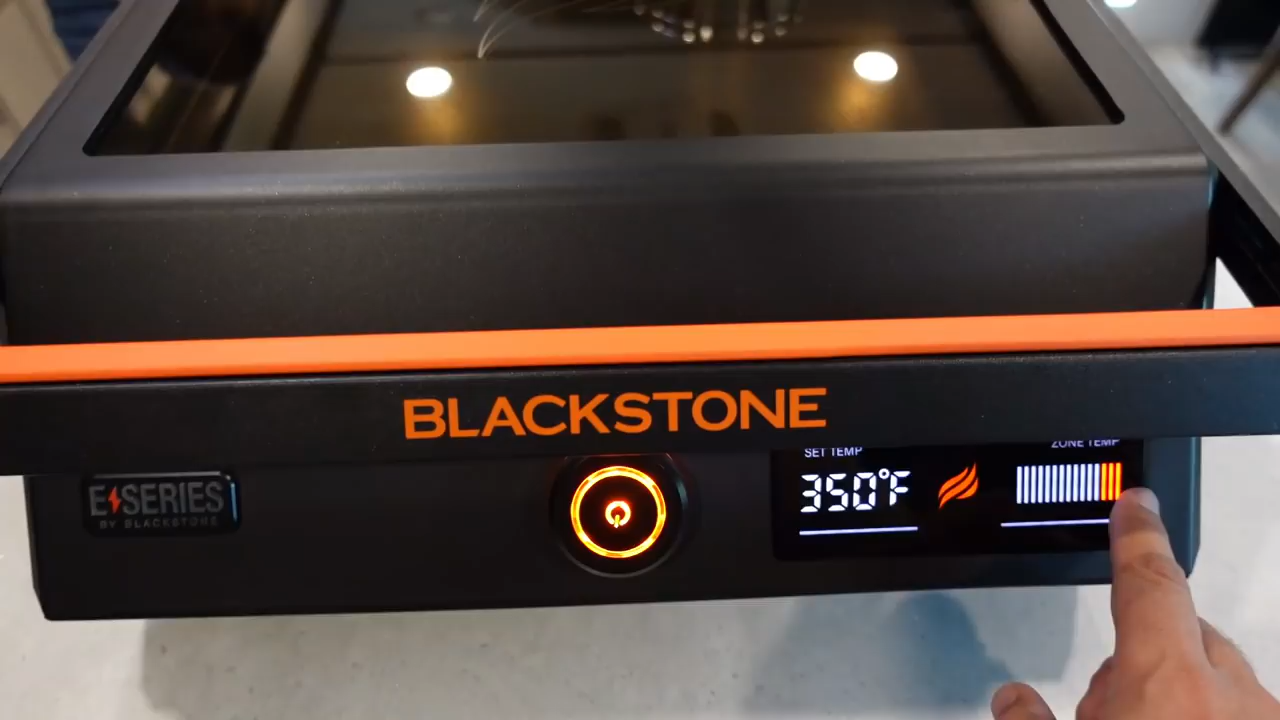 BLACKSTONE
SET TEMP
ZONE TEMP
350°F
E SERIES
BY BLACKSTONE